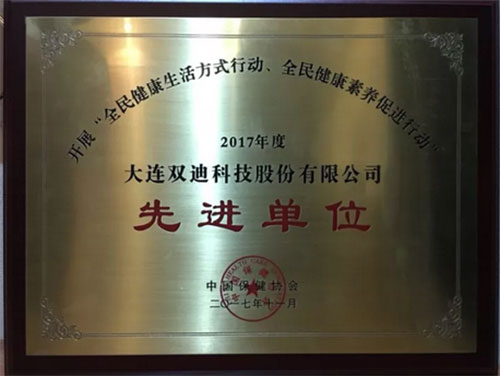 开展“全民健康生活方式行动、全民健康素养促进行动”
2017年度
大连双迪科技股份有限公司
先进单位
中国保健协会
二〇一七年十一月